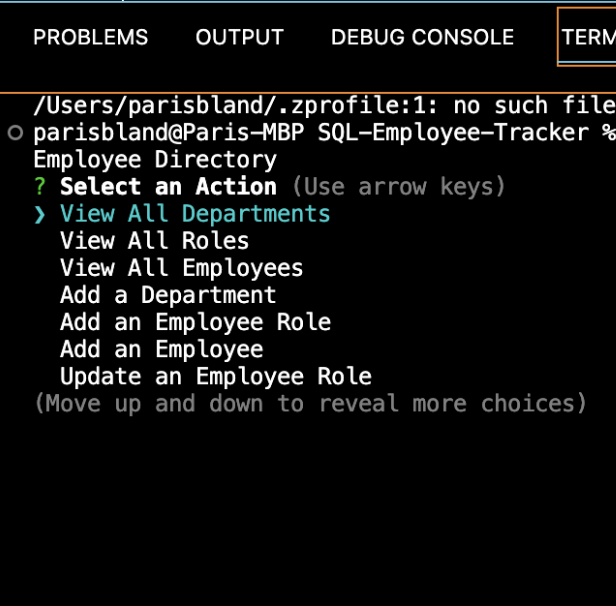 PROBLEMS OUTPUT DEBUG CONSOLE TERM
/Users/parisbland/.zprofile:1: no such file
parisbland@Paris-MBP SQL-Employee-Tracker %
Employee Directory
? Select an Action (Use arrow keys)
❯ View All Departments
View All Roles
View All Employees
Add a Department
Add an Employee Role
Add an Employee
Update an Employee Role
(Move up and down to reveal more choices)